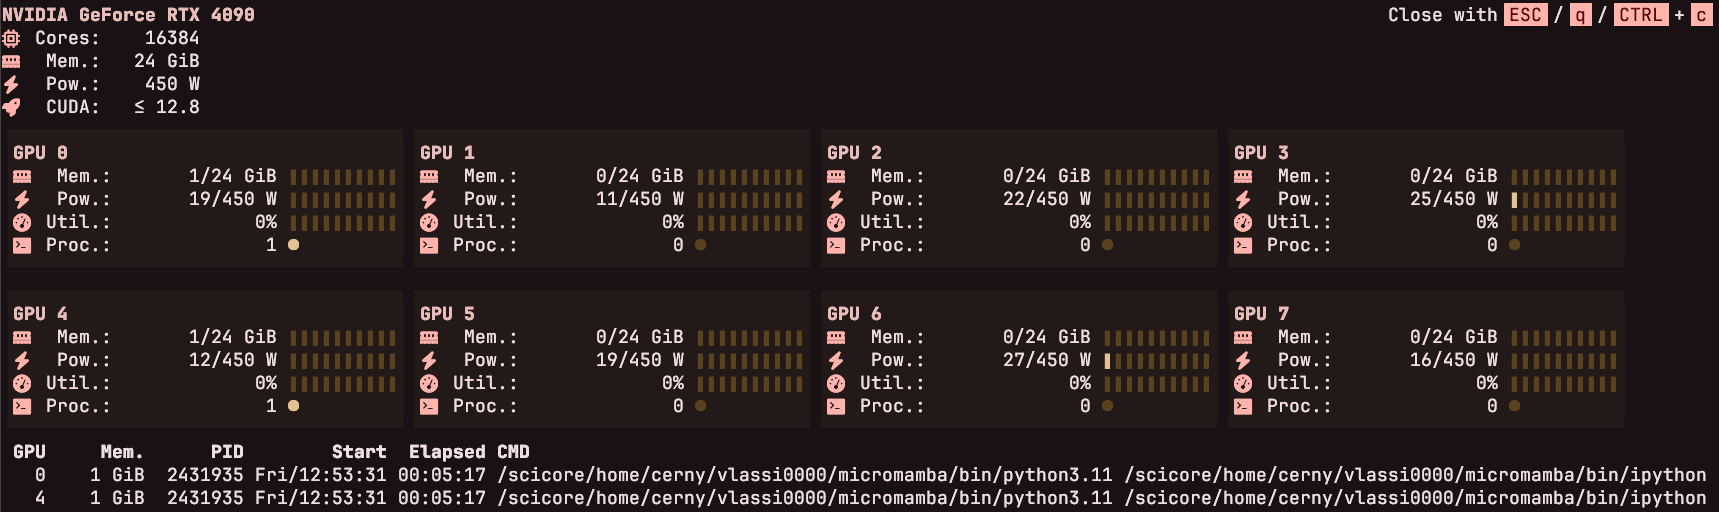 NVIDIA GeForce RTX 4090 Close with ESC / q / CTRL + c
Cores: 16384
Mem.: 24 GiB
Pow.: 450 W
CUDA: ≤ 12.8
GPU 0 GPU 1 GPU 2 GPU 3
Mem.: 1/24 GiB Mem.: 0/24 GiB Mem.: 0/24 GiB Mem.: 0/24 GiB
Pow.: 19/450 W Pow.: 11/450 W Pow.: 22/450 W Pow.: 25/450 W
Util.: 0% Util.: 0% Util.: 0% Util.: 0%
Proc.: 1 Proc.: 0 Proc.: 0 Proc.: 0
GPU 4 GPU 5 GPU 6 GPU 7
Mem.: 1/24 GiB Mem.: 0/24 GiB Mem.: 0/24 GiB Mem.: 0/24 GiB
Pow.: 12/450 W Pow.: 19/450 W Pow.: 27/450 W Pow.: 16/450 W
Util.: 0% Util.: 0% Util.: 0% Util.: 0%
Proc.: 1 Proc.: 0 Proc.: 0 Proc.: 0
GPU Mem. PID Start Elapsed CMD
0 1 GiB 2431935 Fri/12:53:31 00:05:17 /scicore/home/cerny/vlassi0000/micromamba/bin/python3.11 /scicore/home/cerny/vlassi0000/micromamba/bin/ipython
4 1 GiB 2431935 Fri/12:53:31 00:05:17 /scicore/home/cerny/vlassi0000/micromamba/bin/python3.11 /scicore/home/cerny/vlassi0000/micromamba/bin/ipython